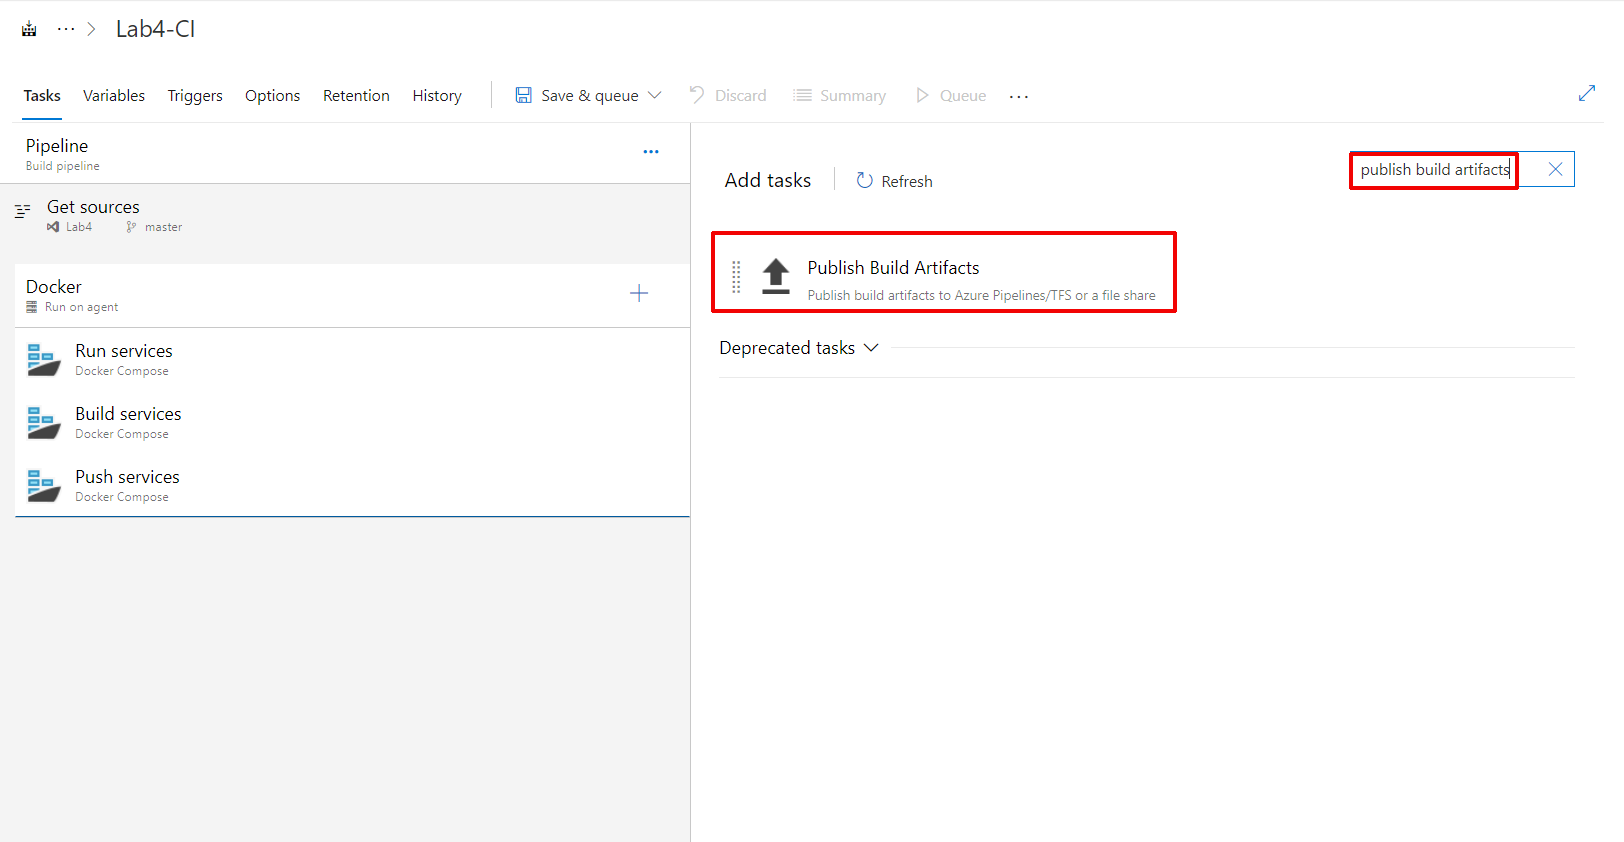 ... > Lab4-CI
Tasks Variables Triggers Options Retention History Save & queue Discard Summary Queue ...
Pipeline
Build pipeline
Get sources
Lab4 master
Docker
Run on agent
Run services
Docker Compose
Build services
Docker Compose
Push services
Docker Compose
Add tasks Refresh publish build artifacts
Publish Build Artifacts
Publish build artifacts to Azure Pipelines/TFS or a file share
Deprecated tasks